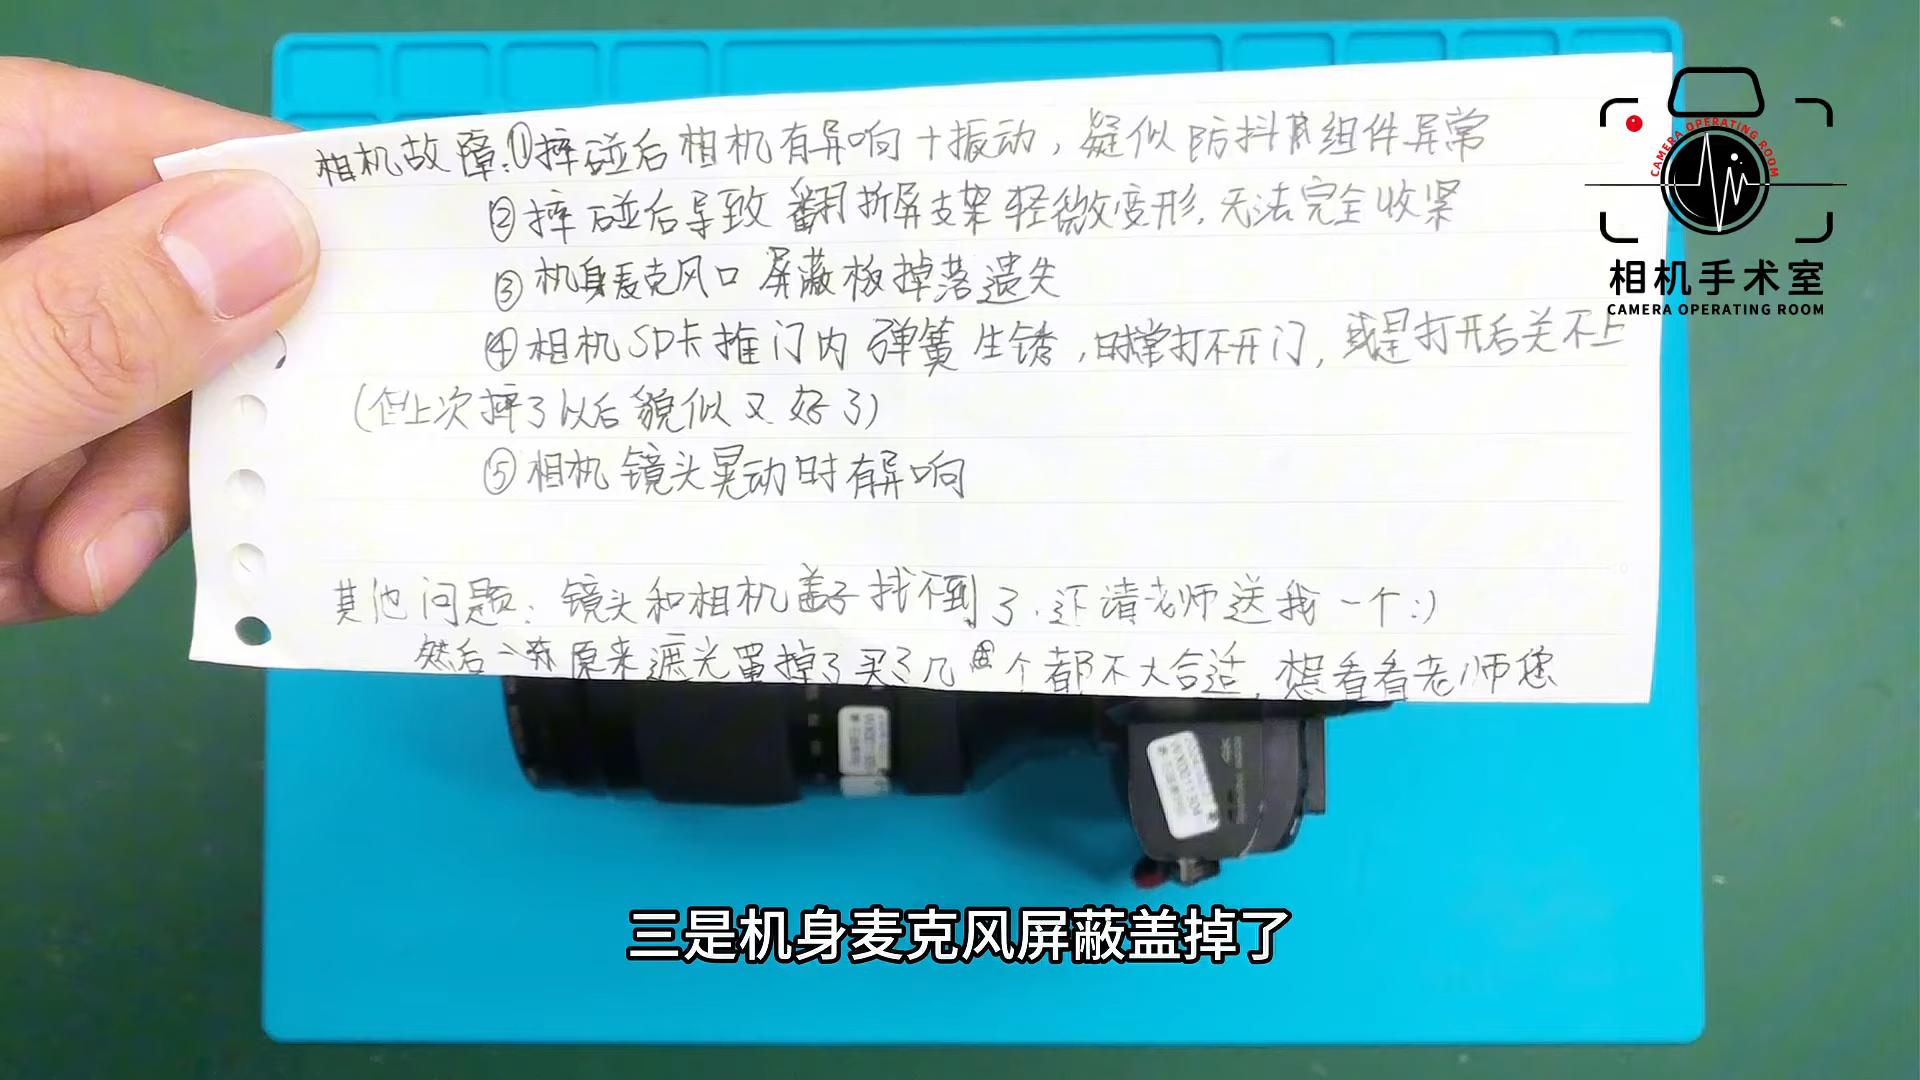 相机故障:①摔碰后相机有异响+振动，疑似防抖组件异常
②摔碰后导致翻折屏支架轻微变形，无法完全收紧
③机身麦克风口屏蔽板掉落遗失
④相机SD卡推门内弹簧生锈，时常打不开门，或是打开后关不上
(但上次摔了以后貌似又好了)
⑤相机镜头晃动时有异响
其他问题：镜头和相机盖子找不到了，还请老师送我一个:)
然后 原来遮光罩掉了买了几个都不大合适，想看看老师您
CAMERA OPERATING ROOM
相机手术室
CAMERA OPERATING ROOM
三是机身麦克风屏蔽盖掉了